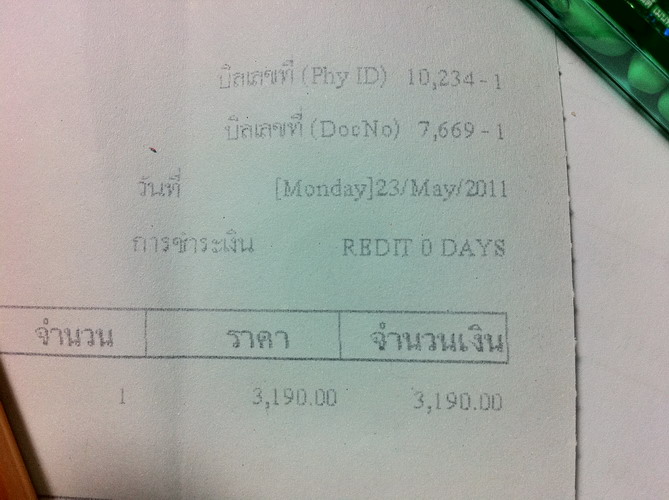 บิลเลขที่ (Phy ID) 10,234-1
บิลเลขที่ (DocNo) 7,669-1
วันที่ [Monday]23/May/2011
การชำระเงิน REDIT 0 DAYS
จำนวน ราคา จำนวนเงิน
1 3,190.00 3,190.00